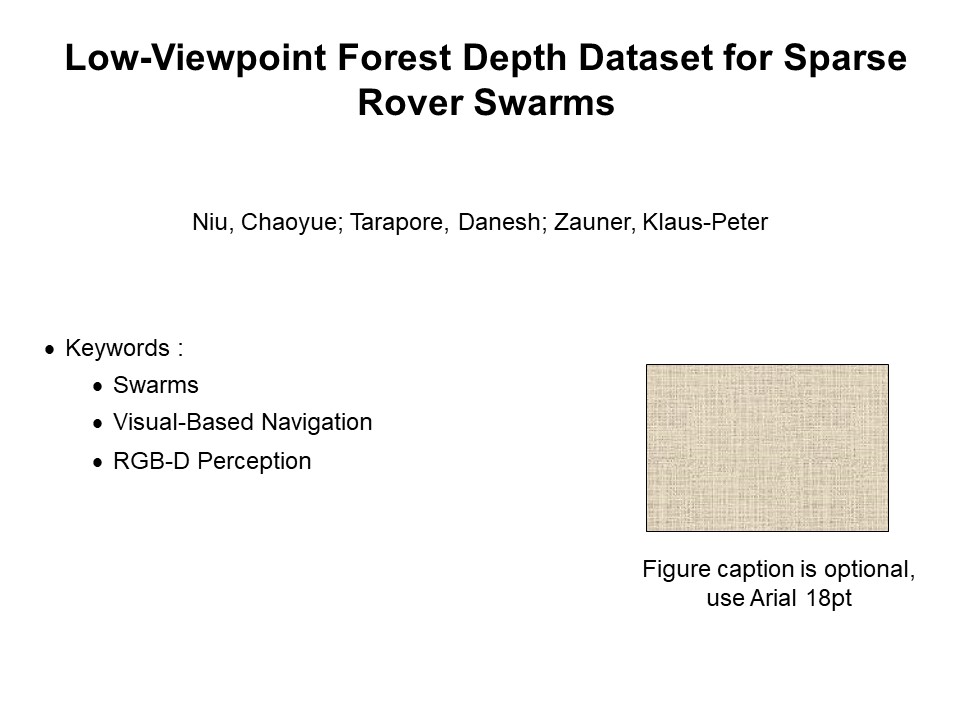 Low-Viewpoint Forest Depth Dataset for Sparse
Rover Swarms
Niu, Chaoyue; Tarapore, Danesh; Zauner, Klaus-Peter
• Keywords :
• Swarms
• Visual-Based Navigation
• RGB-D Perception
Figure caption is optional,
use Arial 18pt